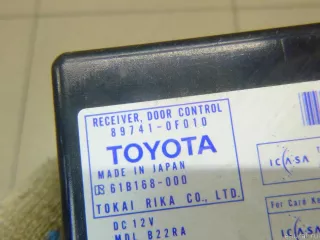 RECEIVER, DOOR CONTROL
89741-0F010
TOYOTA
MADE IN JAPAN
61B168-000
TOKAI RIKA CO., LTD.
DC 12V
MDL B22RA
ICASA
For Card
ICASA